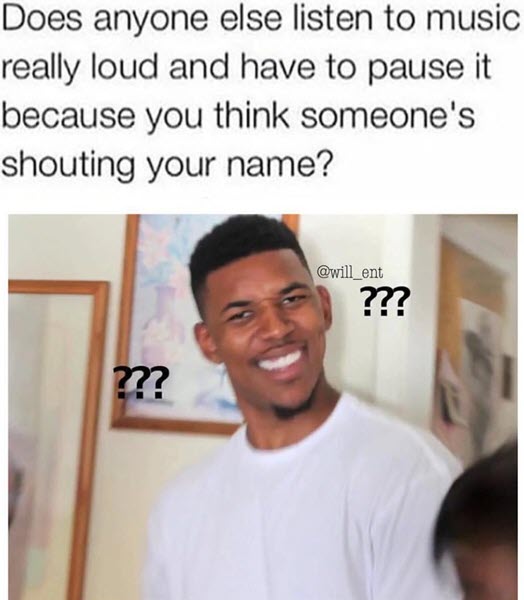 Does anyone else listen to music
really loud and have to pause it
because you think someone's
shouting your name?
@will_ent
???
???